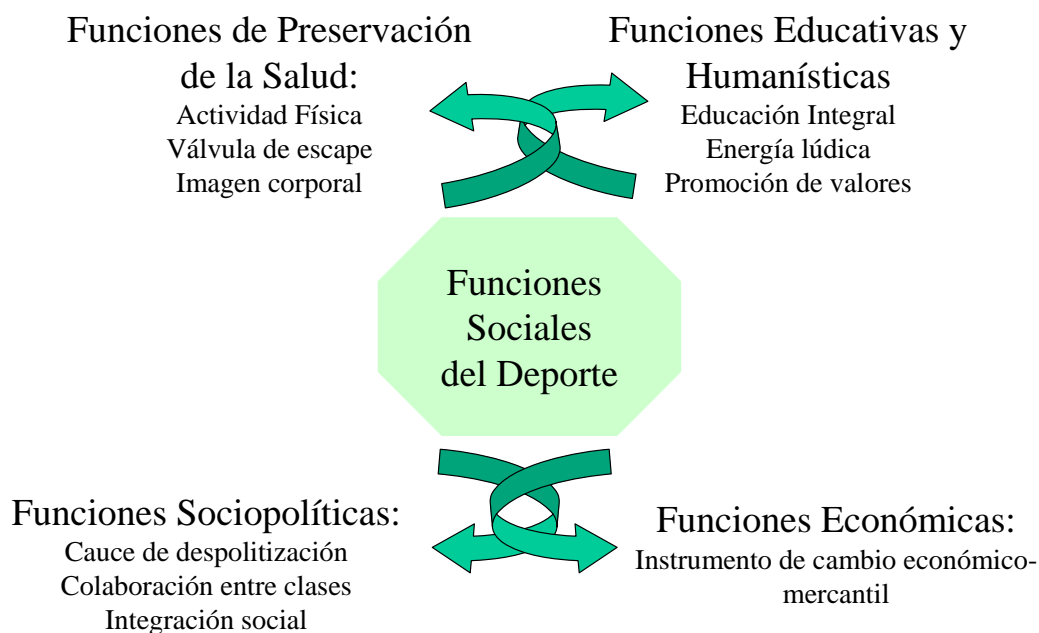 Funciones de Preservación
de la Salud:
Actividad Física
Válvula de escape
Imagen corporal
Funciones Educativas y
Humanísticas
Educación Integral
Energía lúdica
Promoción de valores
Funciones
Sociales
del Deporte
Funciones Sociopolíticas:
Cauce de despolitización
Colaboración entre clases
Integración social
Funciones Económicas:
Instrumento de cambio económico-
mercantil